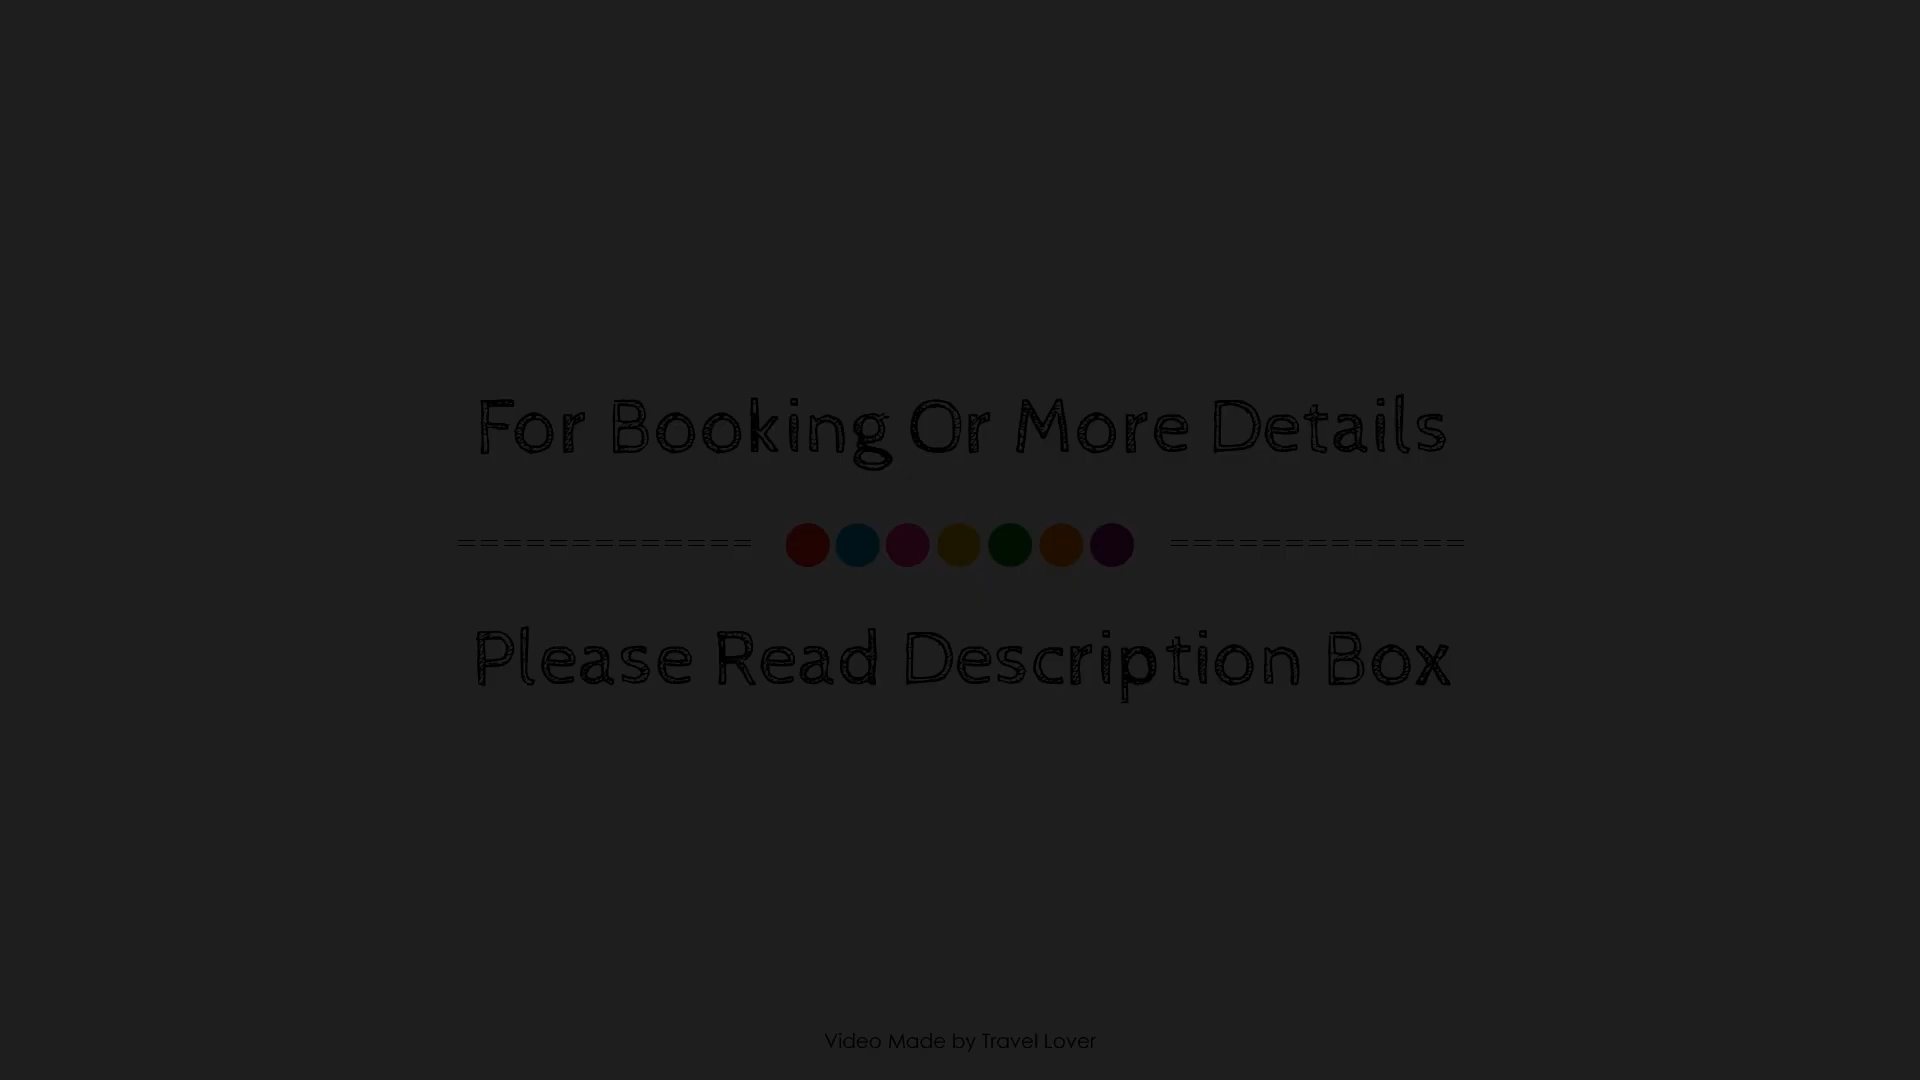 For Booking Or More Details
============= =============
Please Read Description Box
Video Made by Travel Lover